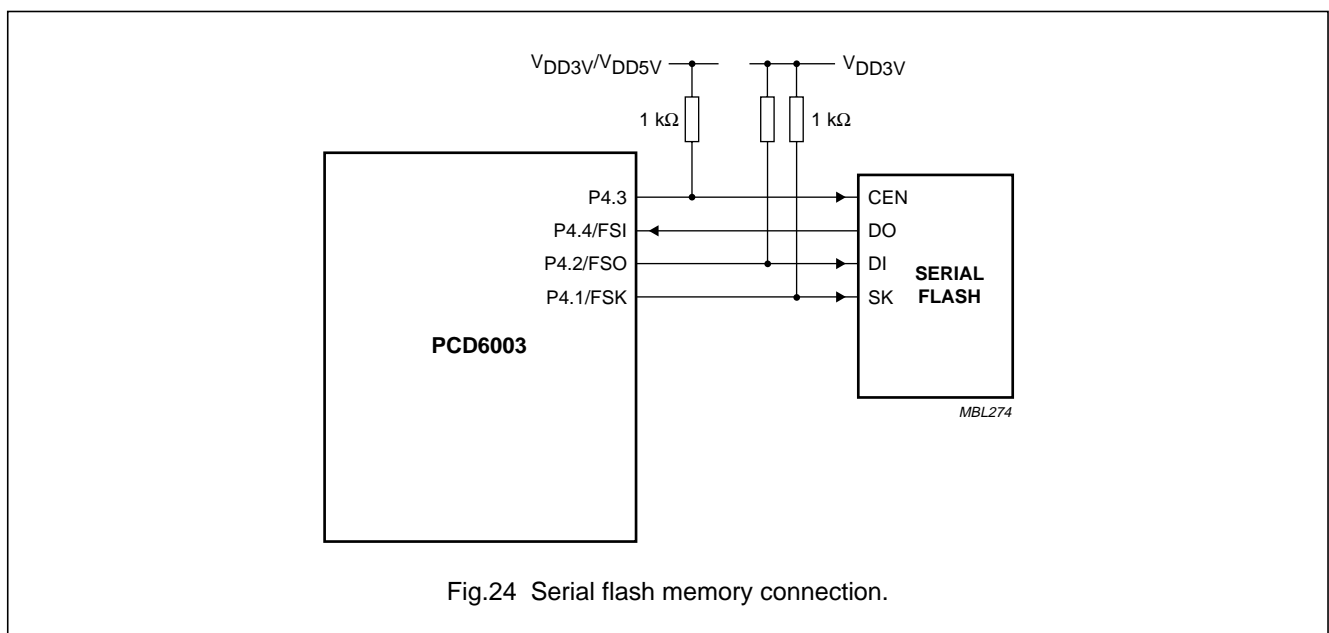 VDD3V/VDD5V
VDD3V
1 kΩ
1 kΩ
P4.3
P4.4/FSI
P4.2/FSO
P4.1/FSK
PCD6003
CEN
DO
DI
SK
SERIAL
FLASH
MBL274
Fig.24 Serial flash memory connection.